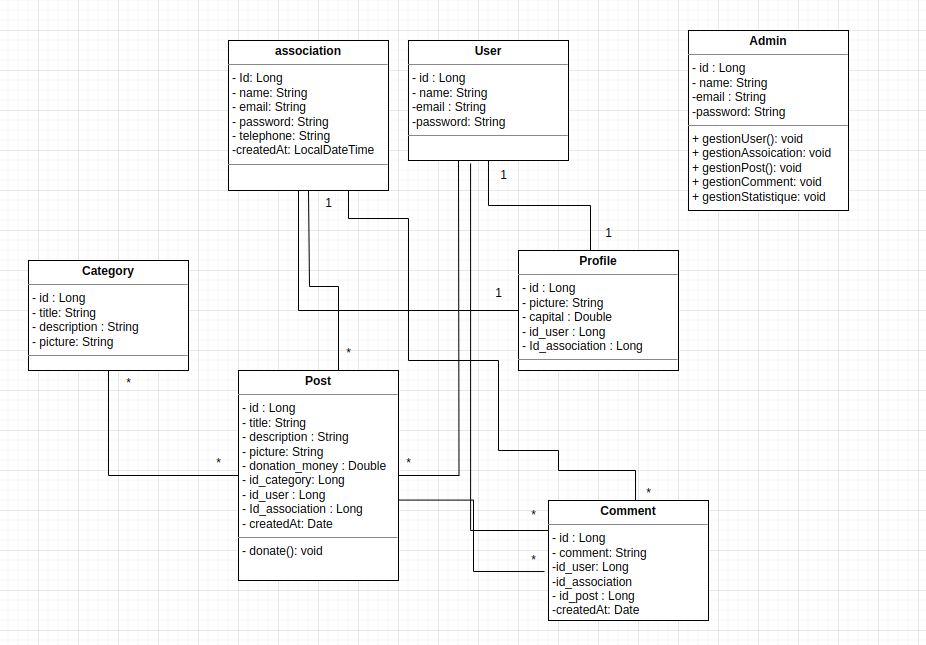 association
- Id: Long
- name: String
- email: String
- password: String
- telephone: String
-createdAt: LocalDateTime
User
- id : Long
- name: String
-email : String
-password: String
Admin
- id : Long
- name: String
-email : String
-password: String
+ gestionUser(): void
+ gestionAssoication: void
+ gestionPost(): void
+ gestionComment: void
+ gestionStatistique: void
1
1
1
1
Category
- id : Long
- title: String
- description : String
- picture: String
Profile
- id : Long
- picture: String
- capital : Double
- id_user : Long
- Id_association : Long
*
*
*
*
Post
- id : Long
- title: String
- description : String
- picture: String
- donation_money : Double
- id_category: Long
- id_user : Long
- Id_association : Long
- createdAt: Date
- donate(): void
*
*
*
Comment
- id : Long
- comment: String
-id_user: Long
-id_association
- id_post : Long
-createdAt: Date